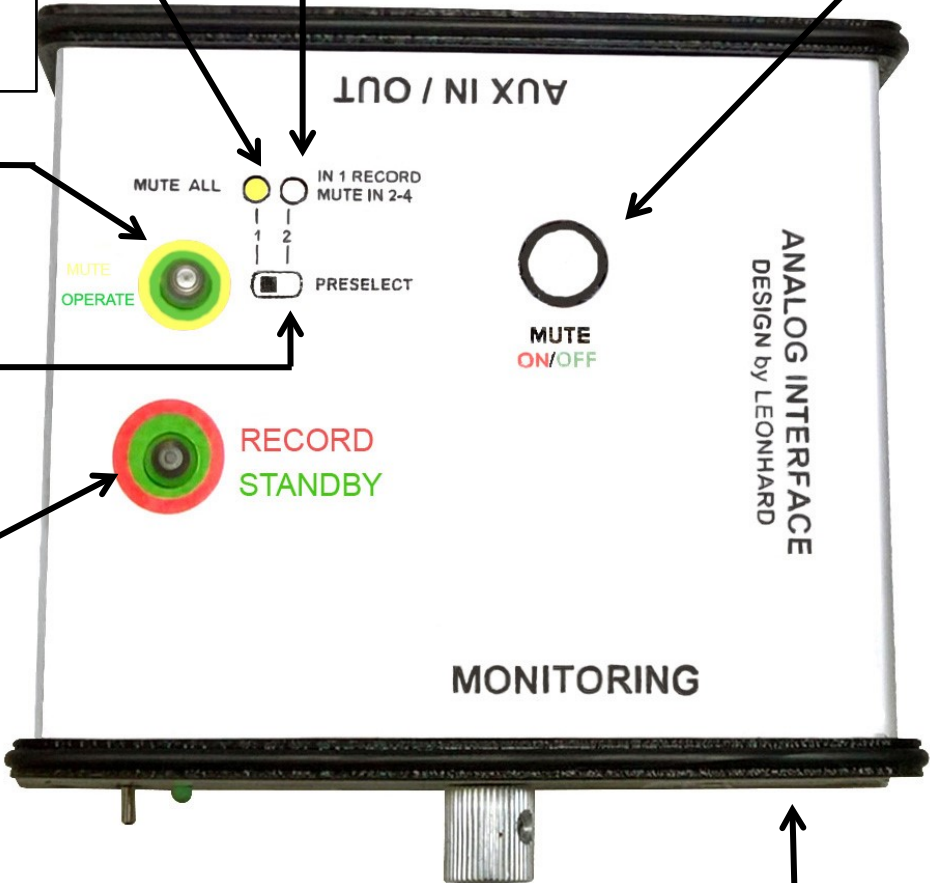 AUX IN / OUT
MUTE ALL
IN 1 RECORD
MUTE IN 2-4
1 2
PRESELECT
MUTE
OPERATE
MUTE
ON/OFF
RECORD
STANDBY
ANALOG INTERFACE
DESIGN by LEONHARD
MONITORING